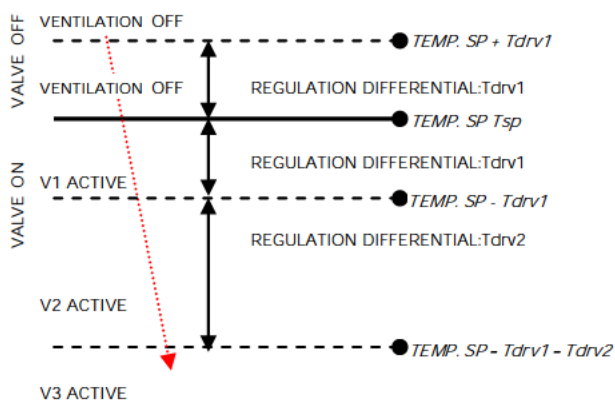 VALVE OFF
VENTILATION OFF
TEMP. SP + Tdrv1
VENTILATION OFF
REGULATION DIFFERENTIAL:Tdrv1
TEMP. SP Tsp
VALVE ON
REGULATION DIFFERENTIAL:Tdrv1
V1 ACTIVE
TEMP. SP - Tdrv1
REGULATION DIFFERENTIAL:Tdrv2
V2 ACTIVE
TEMP. SP - Tdrv1 - Tdrv2
V3 ACTIVE